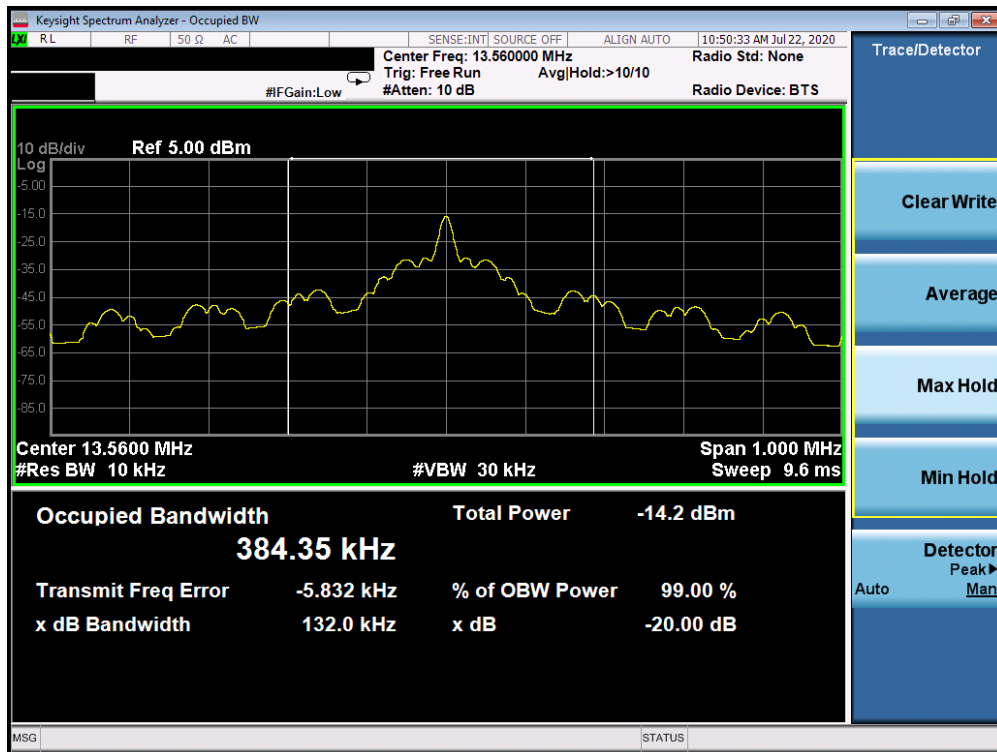 Keysight Spectrum Analyzer - Occupied BW
LXI RL RF 50 Ω AC SENSE:INT SOURCE OFF ALIGN AUTO 10:50:33 AM Jul 22, 2020
Center Freq: 13.560000 MHz Radio Std: None
Trig: Free Run Avg|Hold:>10/10
#IFGain:Low #Atten: 10 dB Radio Device: BTS
10 dB/div Ref 5.00 dBm
Log
-5.00
-15.0
-25.0
-35.0
-45.0
-55.0
-65.0
-75.0
-85.0
Center 13.5600 MHz Span 1.000 MHz
#Res BW 10 kHz #VBW 30 kHz Sweep 9.6 ms
Occupied Bandwidth Total Power -14.2 dBm
384.35 kHz
Transmit Freq Error -5.832 kHz % of OBW Power 99.00 %
x dB Bandwidth 132.0 kHz x dB -20.00 dB
Trace/Detector
Clear Write
Average
Max Hold
Min Hold
Detector
Peak▶
Auto Man
MSG STATUS